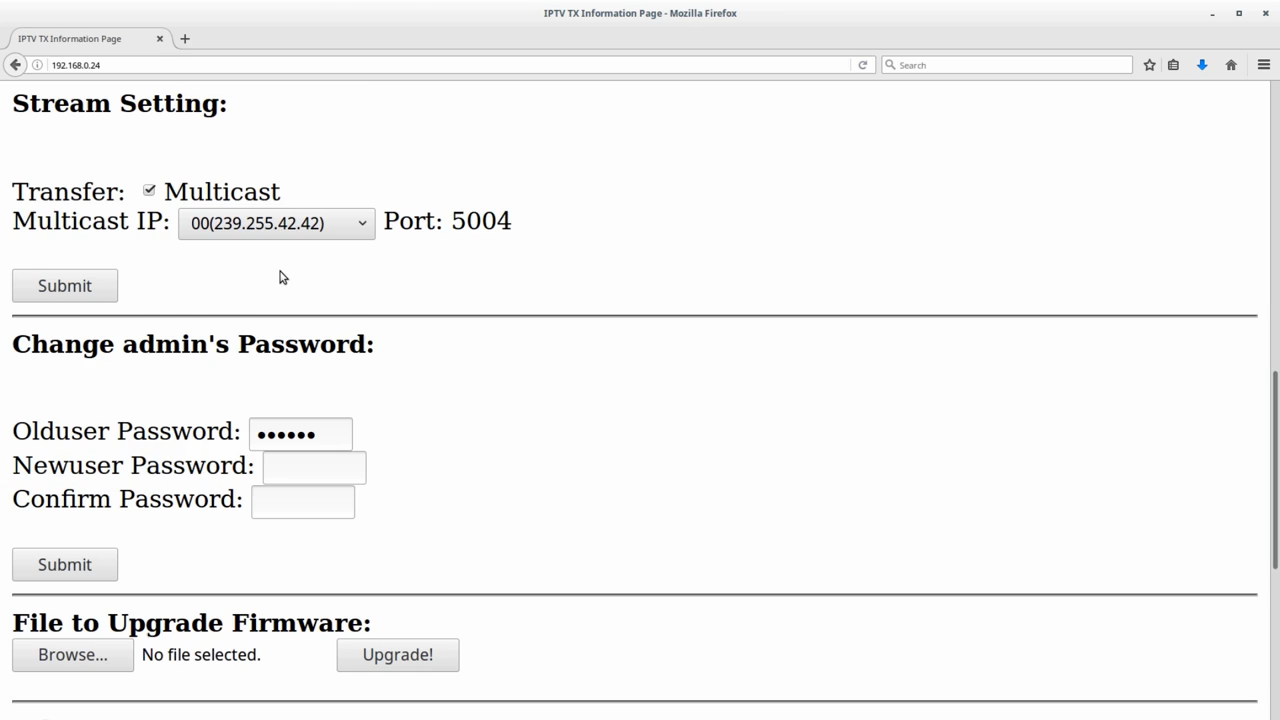 IPTV TX Information Page - Mozilla Firefox
IPTV TX Information Page
192.168.0.24
Search
Stream Setting:
Transfer: Multicast
Multicast IP: 00(239.255.42.42) Port: 5004
Submit
Change admin's Password:
Olduser Password: ••••••
Newuser Password:
Confirm Password:
Submit
File to Upgrade Firmware:
Browse... No file selected. Upgrade!